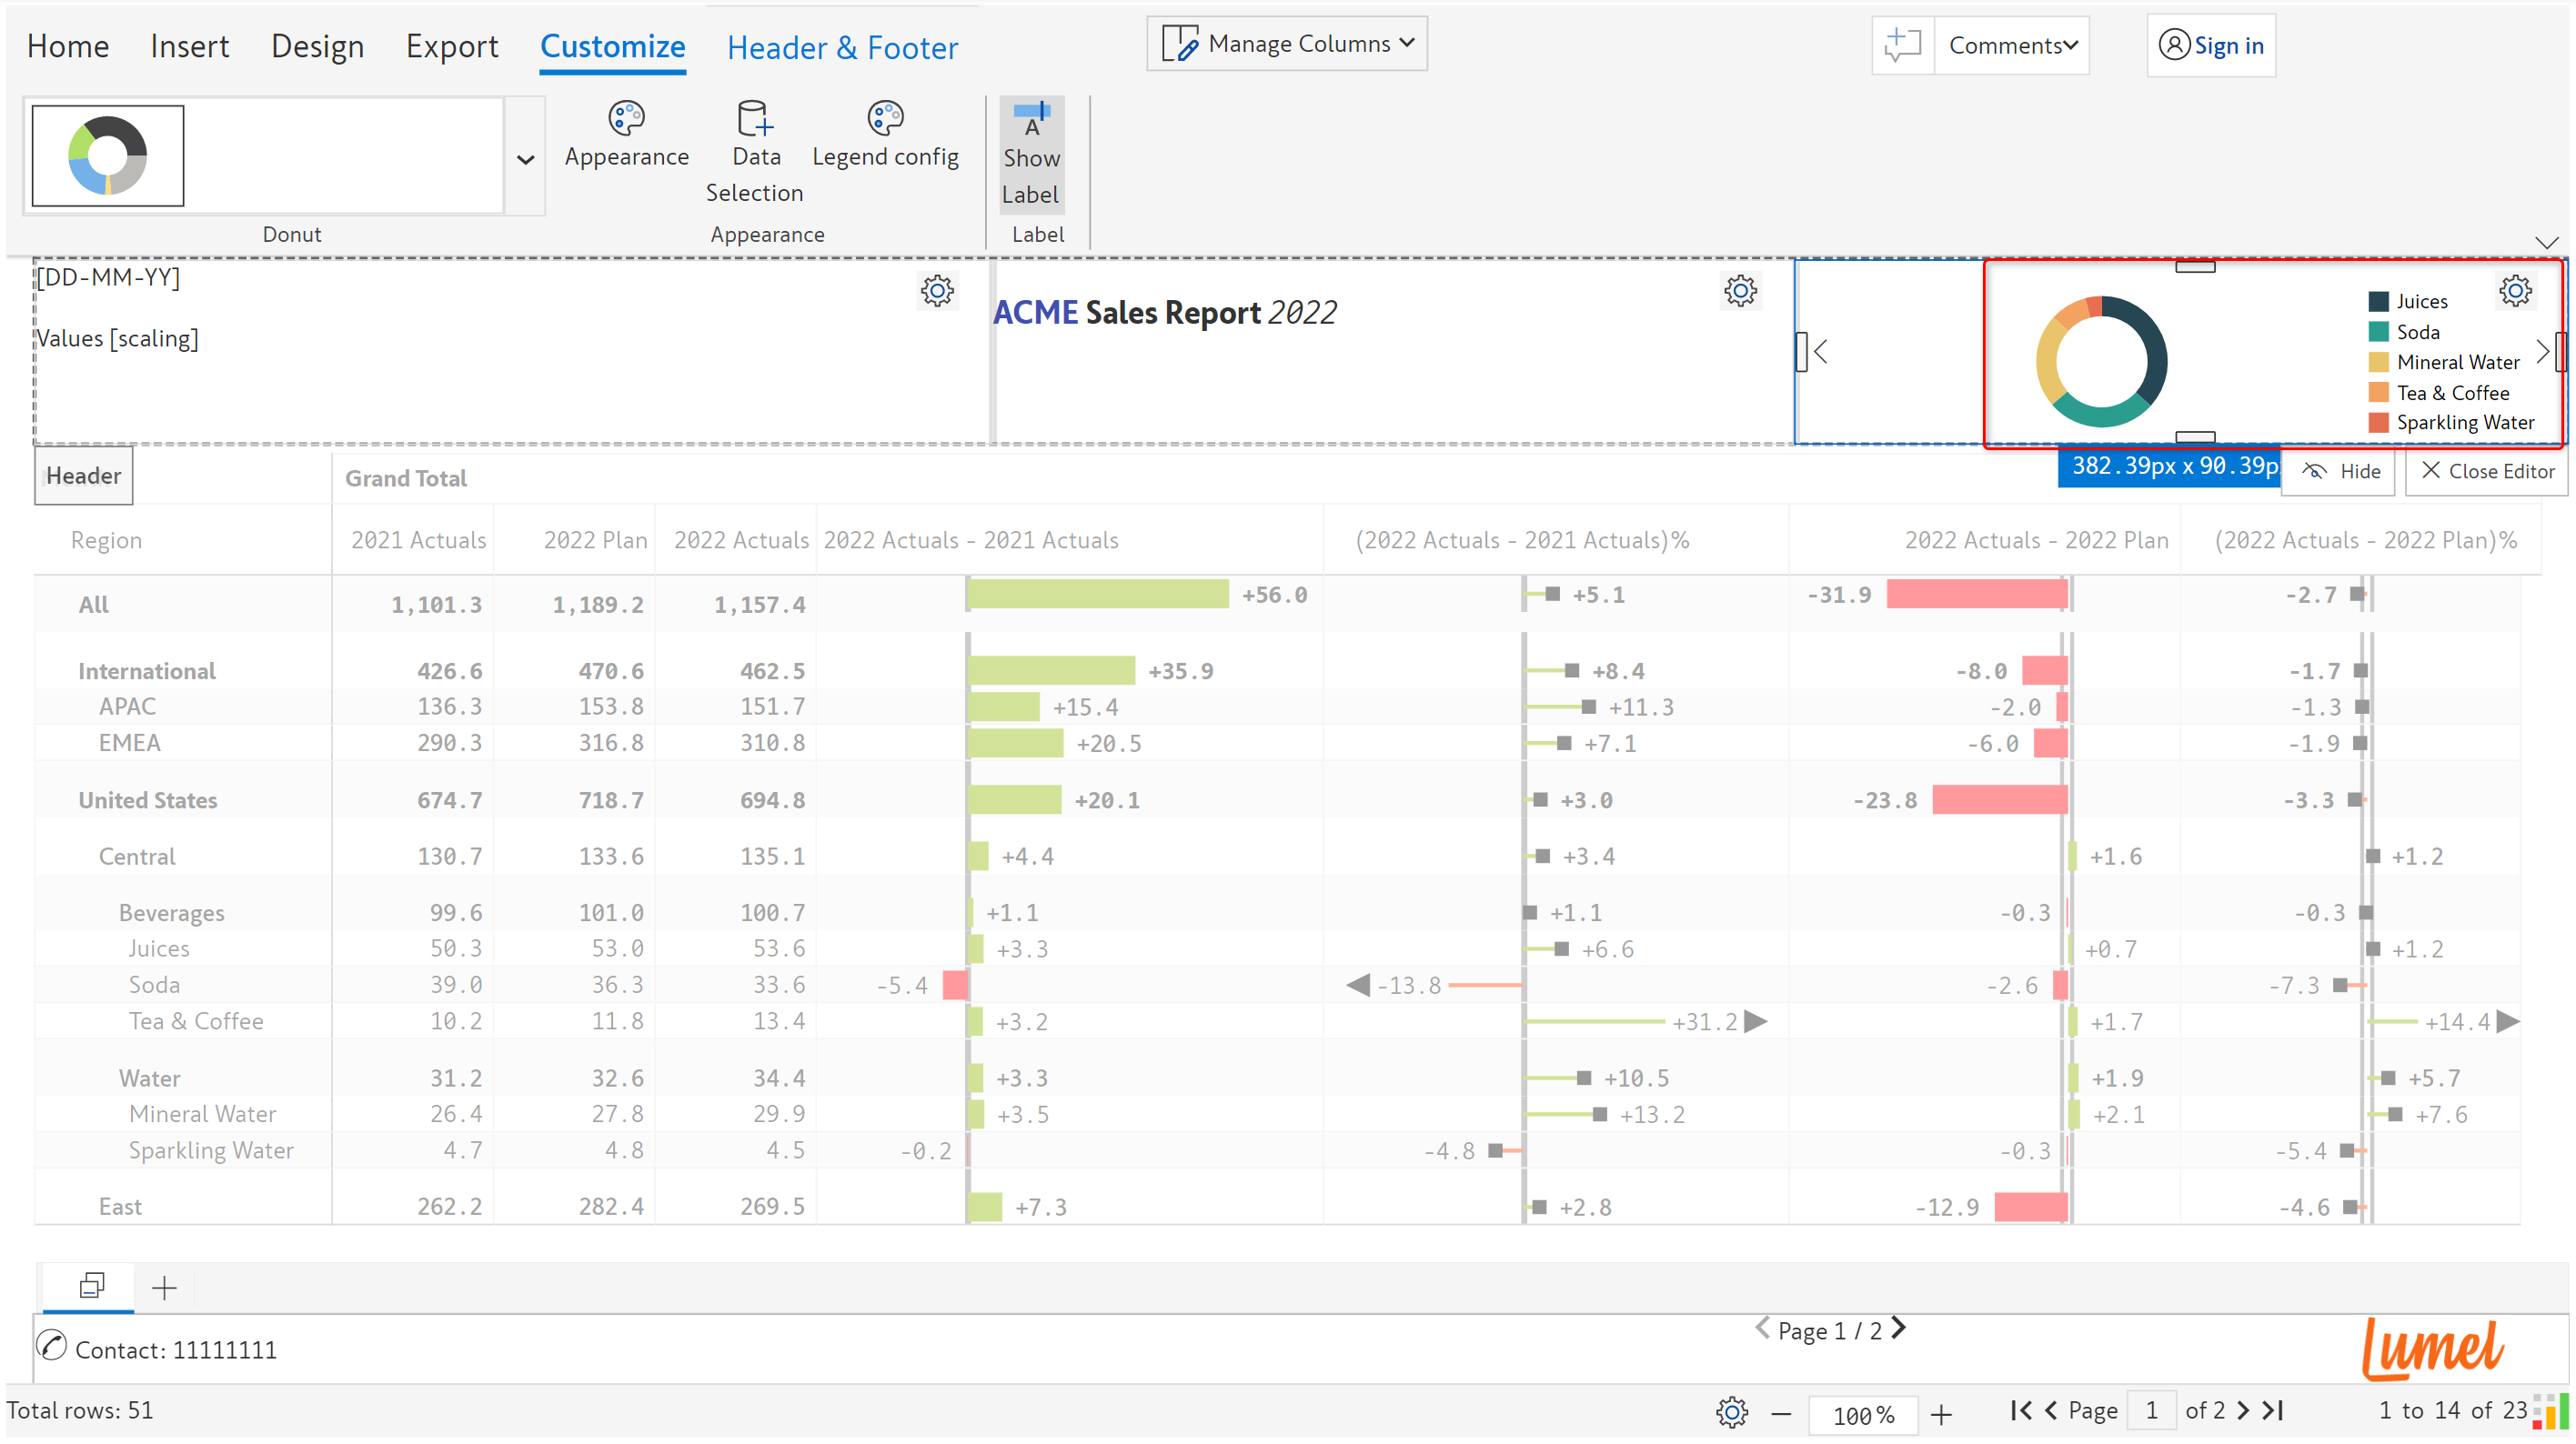 Home Insert Design Export Customize Header & Footer Manage Columns Comments Sign in
Appearance Data Selection Legend config Show Label
Donut Appearance Label
[DD-MM-YY]
Values [scaling]
ACME Sales Report 2022
Juices
Soda
Mineral Water
Tea & Coffee
Sparkling Water
382.39px x 90.39p Hide Close Editor
Header Grand Total
Region 2021 Actuals 2022 Plan 2022 Actuals 2022 Actuals - 2021 Actuals (2022 Actuals - 2021 Actuals)% 2022 Actuals - 2022 Plan (2022 Actuals - 2022 Plan)%
All 1,101.3 1,189.2 1,157.4 +56.0 +5.1 -31.9 -2.7
International 426.6 470.6 462.5 +35.9 +8.4 -8.0 -1.7
APAC 136.3 153.8 151.7 +15.4 +11.3 -2.0 -1.3
EMEA 290.3 316.8 310.8 +20.5 +7.1 -6.0 -1.9
United States 674.7 718.7 694.8 +20.1 +3.0 -23.8 -3.3
Central 130.7 133.6 135.1 +4.4 +3.4 +1.6 +1.2
Beverages 99.6 101.0 100.7 +1.1 +1.1 -0.3 -0.3
Juices 50.3 53.0 53.6 +3.3 +6.6 +0.7 +1.2
Soda 39.0 36.3 33.6 -5.4 -13.8 -2.6 -7.3
Tea & Coffee 10.2 11.8 13.4 +3.2 +31.2 +1.7 +14.4
Water 31.2 32.6 34.4 +3.3 +10.5 +1.9 +5.7
Mineral Water 26.4 27.8 29.9 +3.5 +13.2 +2.1 +7.6
Sparkling Water 4.7 4.8 4.5 -0.2 -4.8 -0.3 -5.4
East 262.2 282.4 269.5 +7.3 +2.8 -12.9 -4.6
Contact: 11111111 Page 1 / 2 Lumel
Total rows: 51 100% Page 1 of 2 1 to 14 of 23